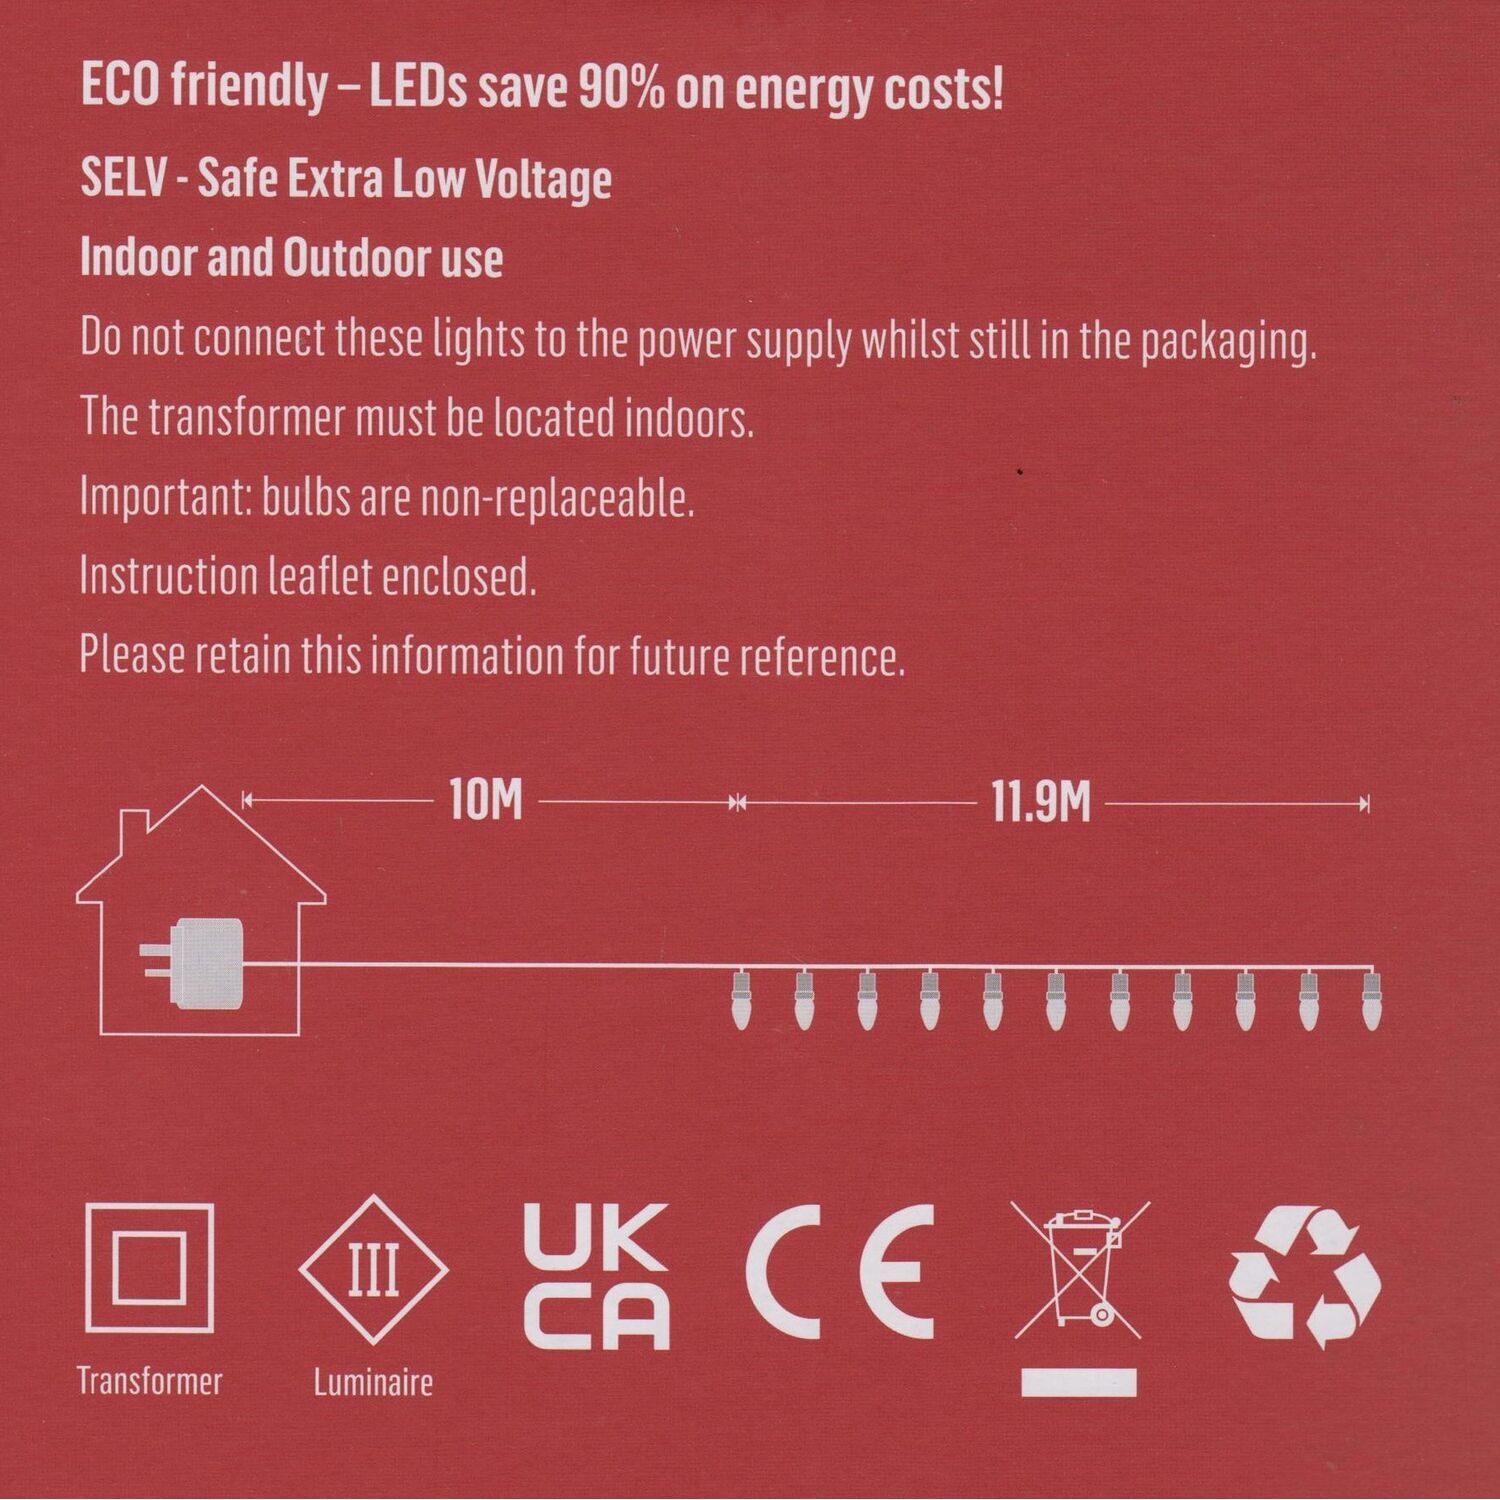 ECO friendly – LEDs save 90% on energy costs!
SELV - Safe Extra Low Voltage
Indoor and Outdoor use
Do not connect these lights to the power supply whilst still in the packaging.
The transformer must be located indoors.
Important: bulbs are non-replaceable.
Instruction leaflet enclosed.
Please retain this information for future reference.
10M 11.9M
III
UK
CA
CE
Transformer
Luminaire